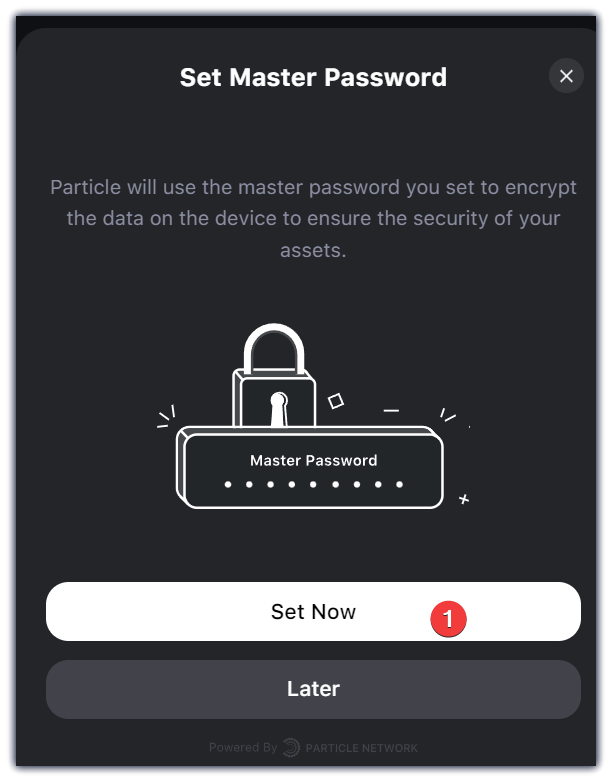 Set Master Password
Particle will use the master password you set to encrypt
the data on the device to ensure the security of your
assets.
Master Password
Set Now
1
Later
Powered By PARTICLE NETWORK